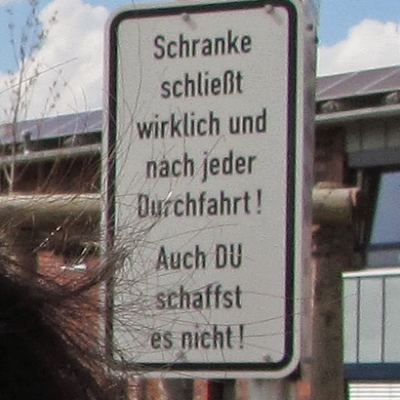 Schranke
schließt
wirklich und
nach jeder
Durchfahrt!
Auch DU
schaffst
es nicht!